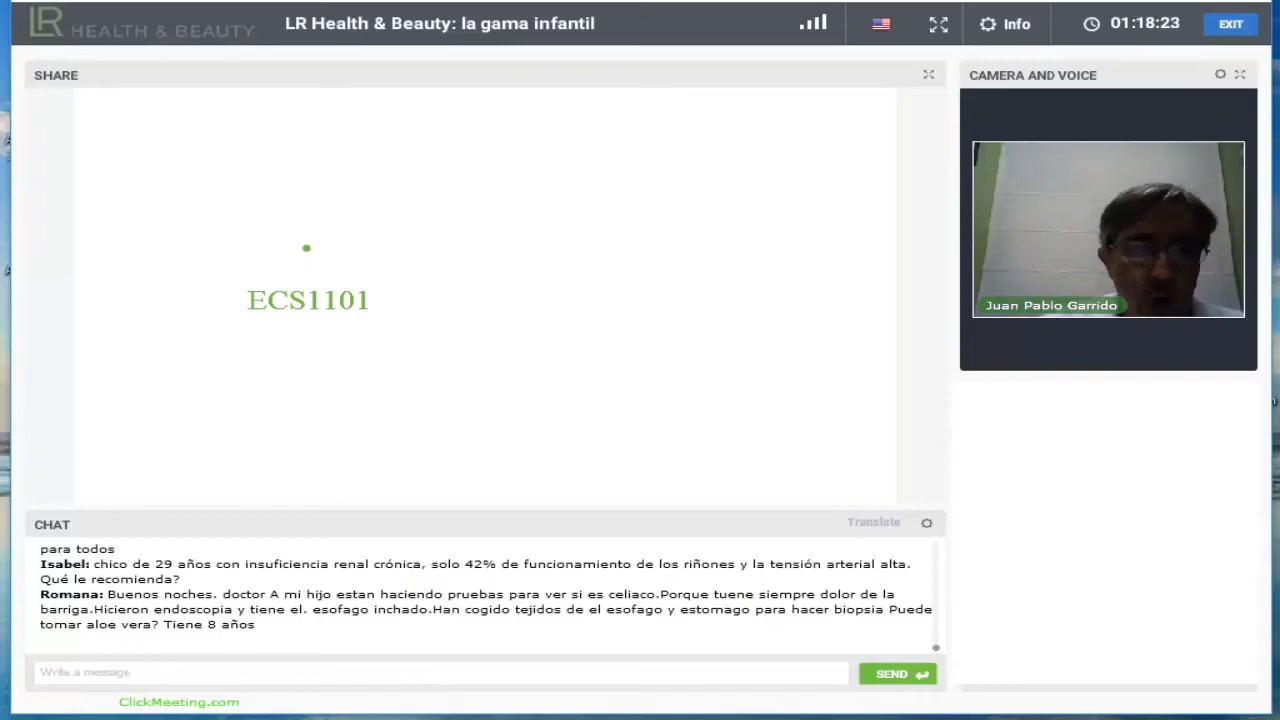 LR HEALTH & BEAUTY
LR Health & Beauty: la gama infantil
Info
01:18:23
EXIT
SHARE
CAMERA AND VOICE
ECS1101
Juan Pablo Garrido
CHAT
Translate
para todos
Isabel: chico de 29 años con insuficiencia renal crónica, solo 42% de funcionamiento de los riñones y la tensión arterial alta.
Qué le recomienda?
Romana: Buenos noches. doctor A mi hijo estan haciendo pruebas para ver si es celiaco.Porque tuene siempre dolor de la
barriga.Hicieron endoscopia y tiene el. esofago inchado.Han cogido tejidos de el esofago y estomago para hacer biopsia Puede
tomar aloe vera? Tiene 8 años
Write a message
SEND
ClickMeeting.com